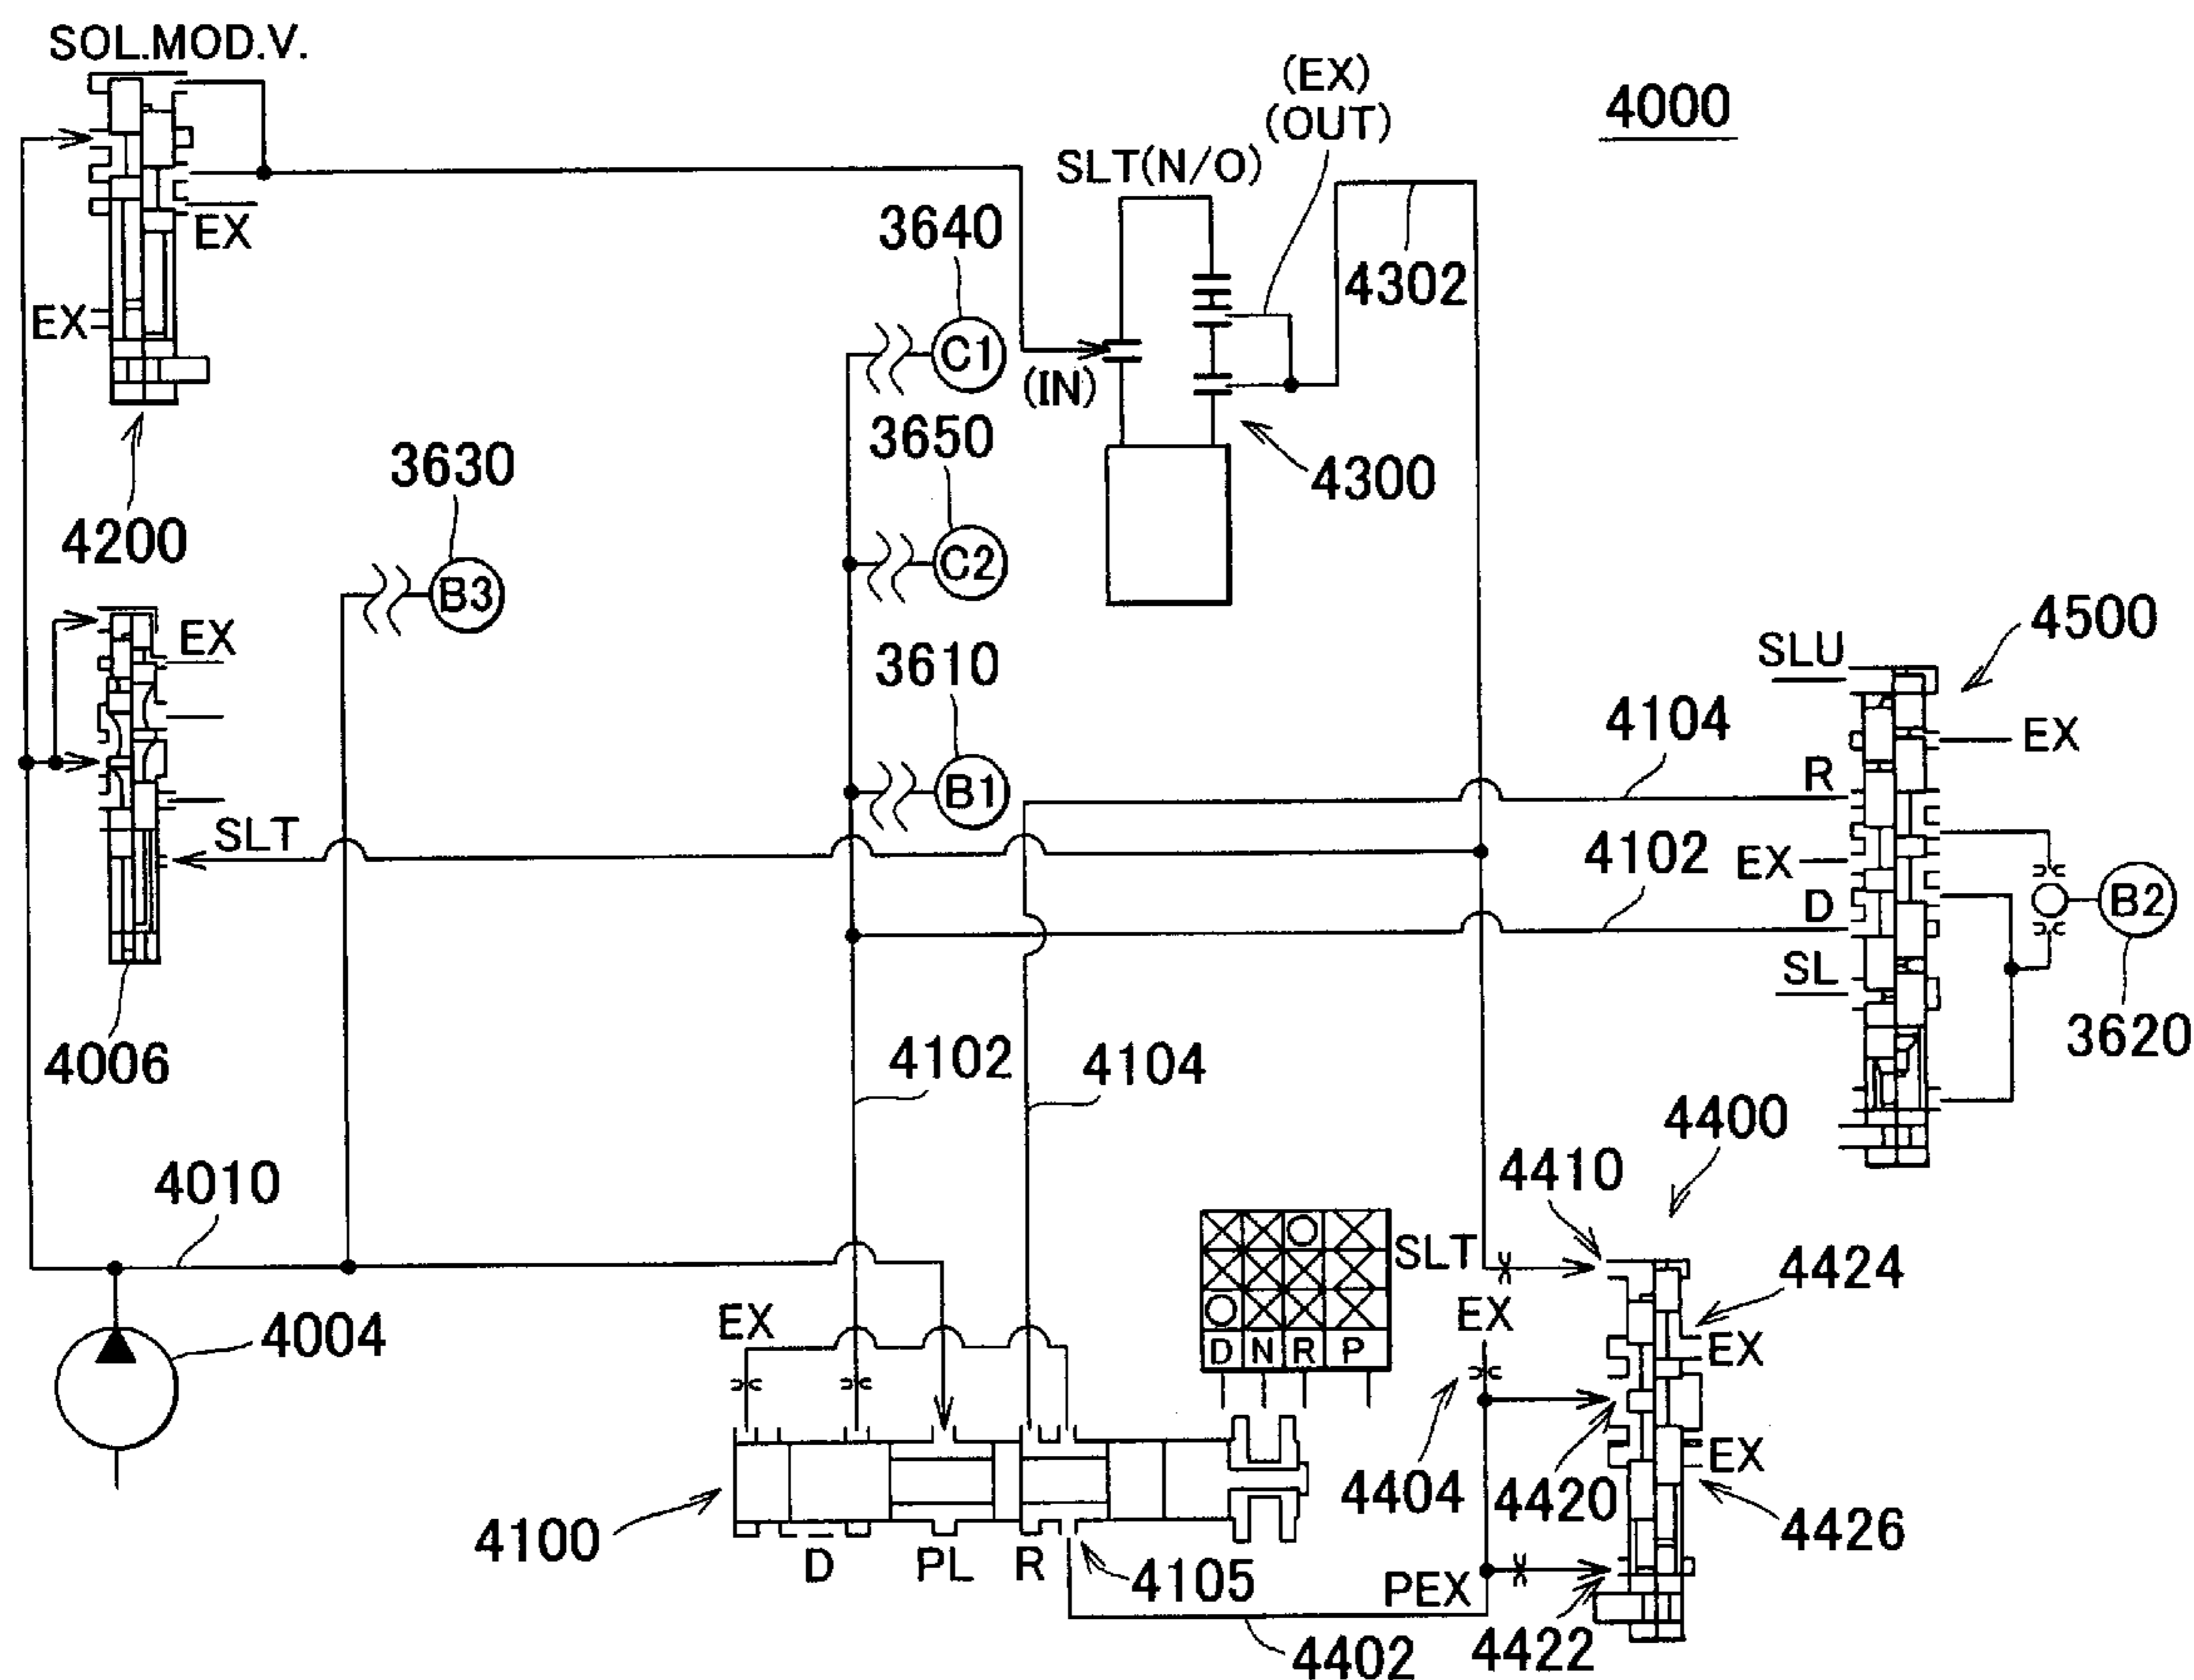 SOL.MOD.V.
(EX)
(OUT)
4000
SLT(N/O)
3640
EX
4302
EX
C1
(IN)
3650
3630
4300
4200
C2
B3
4500
SLU
EX
3610
4104
EX
R
B1
SLT
4102
EX
D
B2
SL
4006
4102
4104
3620
4400
4010
4410
SLT
4424
4004
EX
EX
D N R P
EX
4404
4420
EX
4100
4426
D
PL
R
4105
PEX
4402
4422